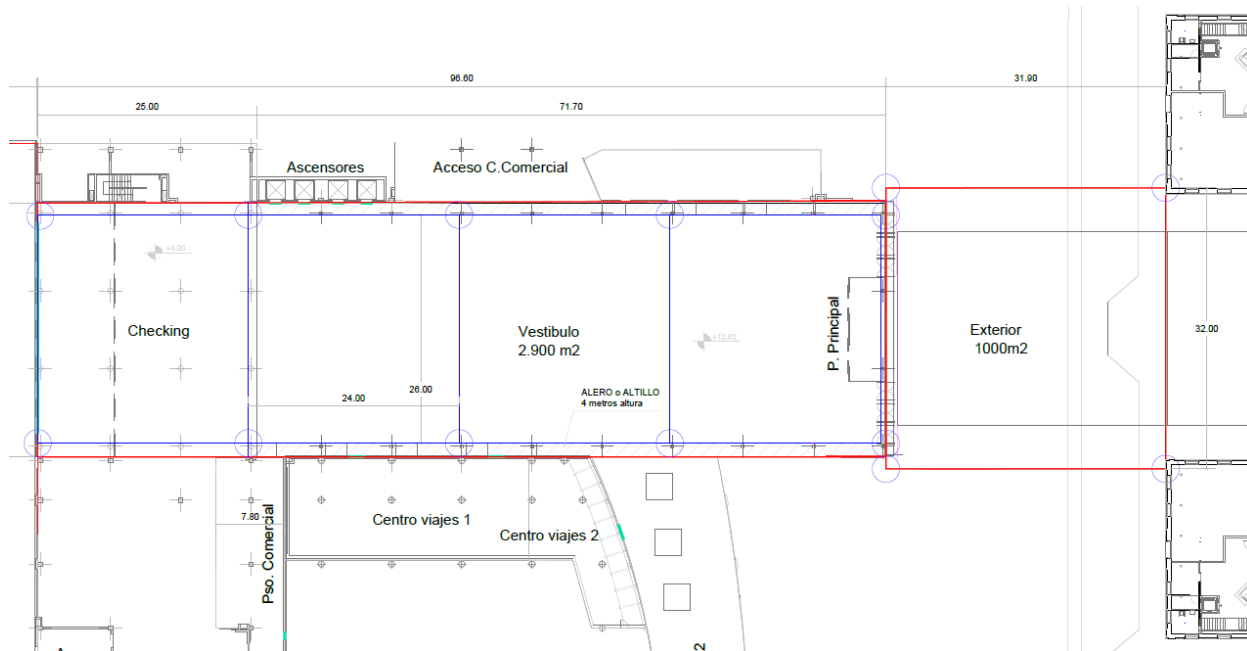 96.60
31.90
25.00
71.70
Ascensores
Acceso C.Comercial
+4.00
Checking
Vestibulo
2.900 m2
+12.82
P. Principal
Exterior
1000m2
32.00
26.00
24.00
ALERO o ALTILLO
4 metros altura
7.80
Pso. Comercial
Centro viajes 1
Centro viajes 2
2